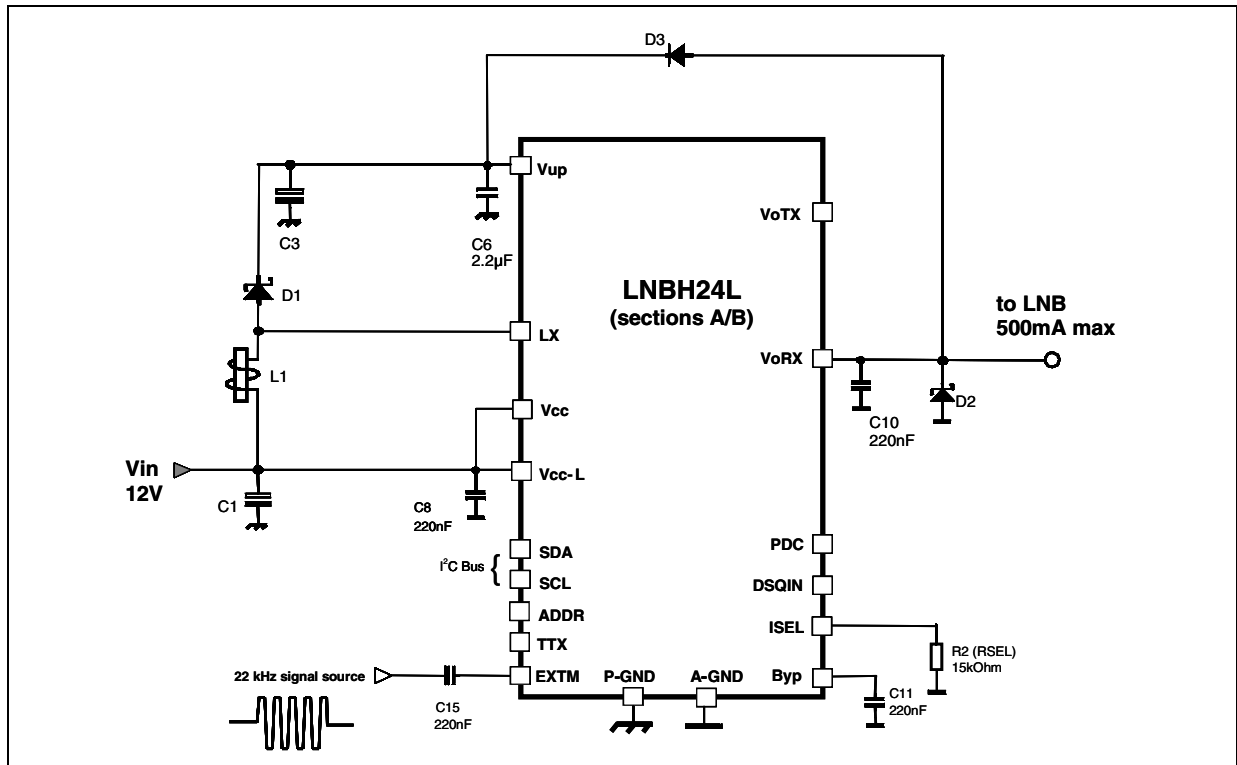 D3
Vup
C3
C6
2.2µF
VoTX
LNBH24L
(sections A/B)
D1
to LNB
500mA max
LX
VoRX
L1
D2
Vcc
C10
220nF
Vin
12V
Vcc-L
C1
C8
220nF
SDA
PDC
I²C Bus {
SCL
DSQIN
ADDR
ISEL
TTX
R2 (RSEL)
15kOhm
22 kHz signal source
EXTM
P-GND
A-GND
Byp
C11
220nF
C15
220nF